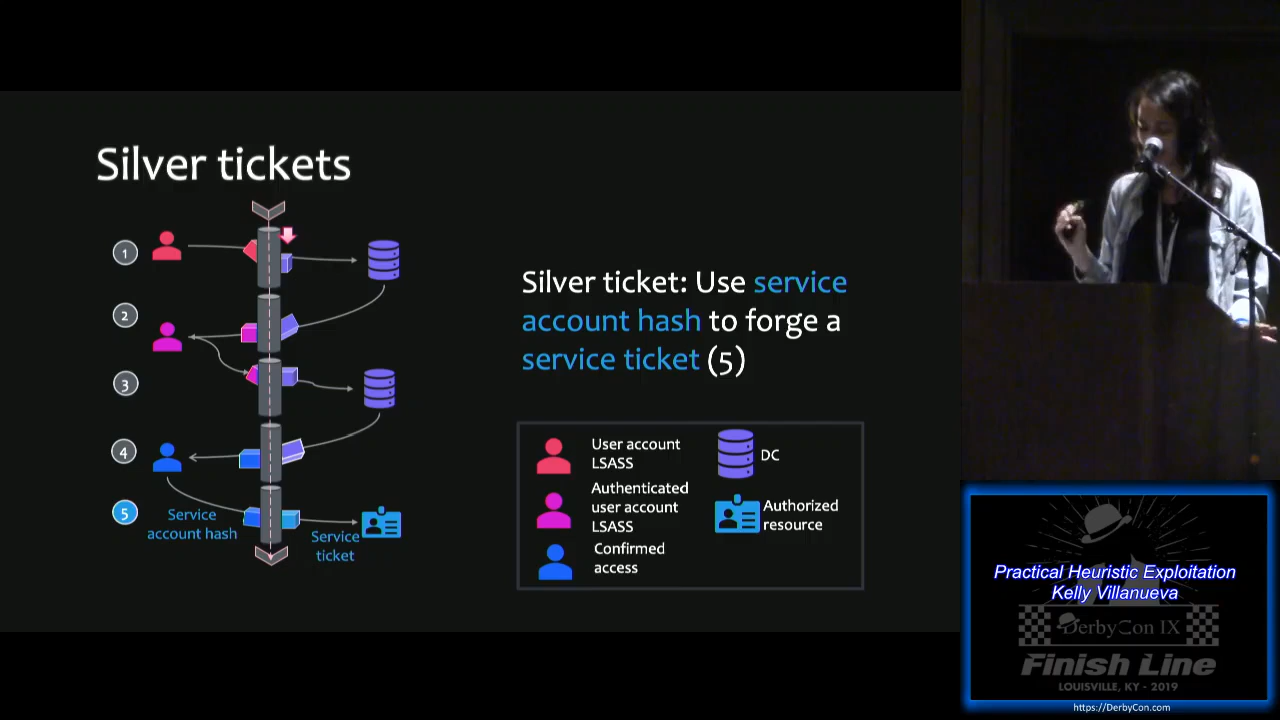 Silver tickets
1
2
3
4
5
Service
account hash
Service
ticket
Silver ticket: Use service
account hash to forge a
service ticket (5)
User account
LSASS
DC
Authenticated
user account
LSASS
Authorized
resource
Confirmed
access
Practical Heuristic Exploitation
Kelly Villanueva
DerbyCon IX
Finish Line
LOUISVILLE, KY - 2019
https://DerbyCon.com